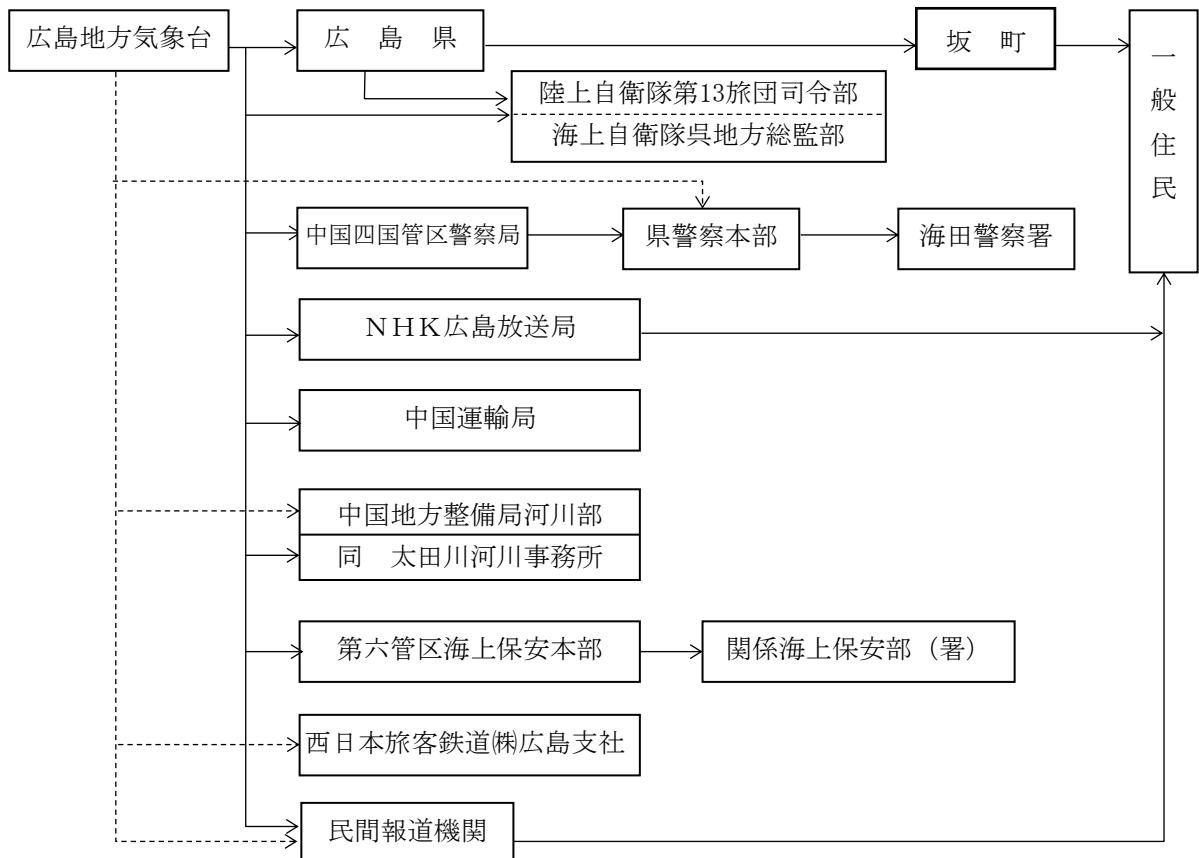 広島地方気象台
広　島　県
坂　町
一般住民
陸上自衛隊第13旅団司令部
海上自衛隊呉地方総監部
中国四国管区警察局
県警察本部
海田警察署
ＮＨＫ広島放送局
中国運輸局
中国地方整備局河川部
同　太田川河川事務所
第六管区海上保安本部
関係海上保安部（署）
西日本旅客鉄道㈱広島支社
民間報道機関